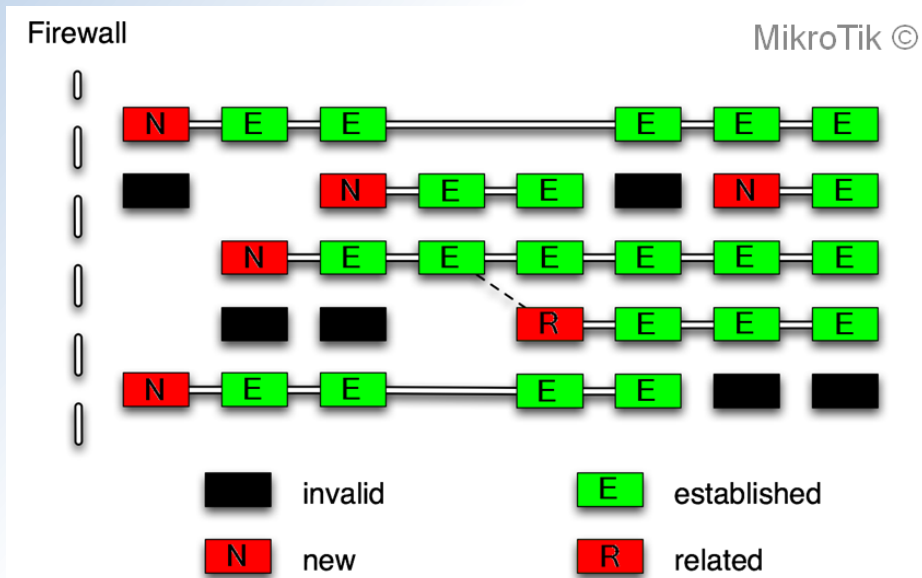 Firewall
MikroTik ©
N E E E E E
N E E N E
N E E E E E E
R E E E
N E E E E
invalid
E established
N new
R related